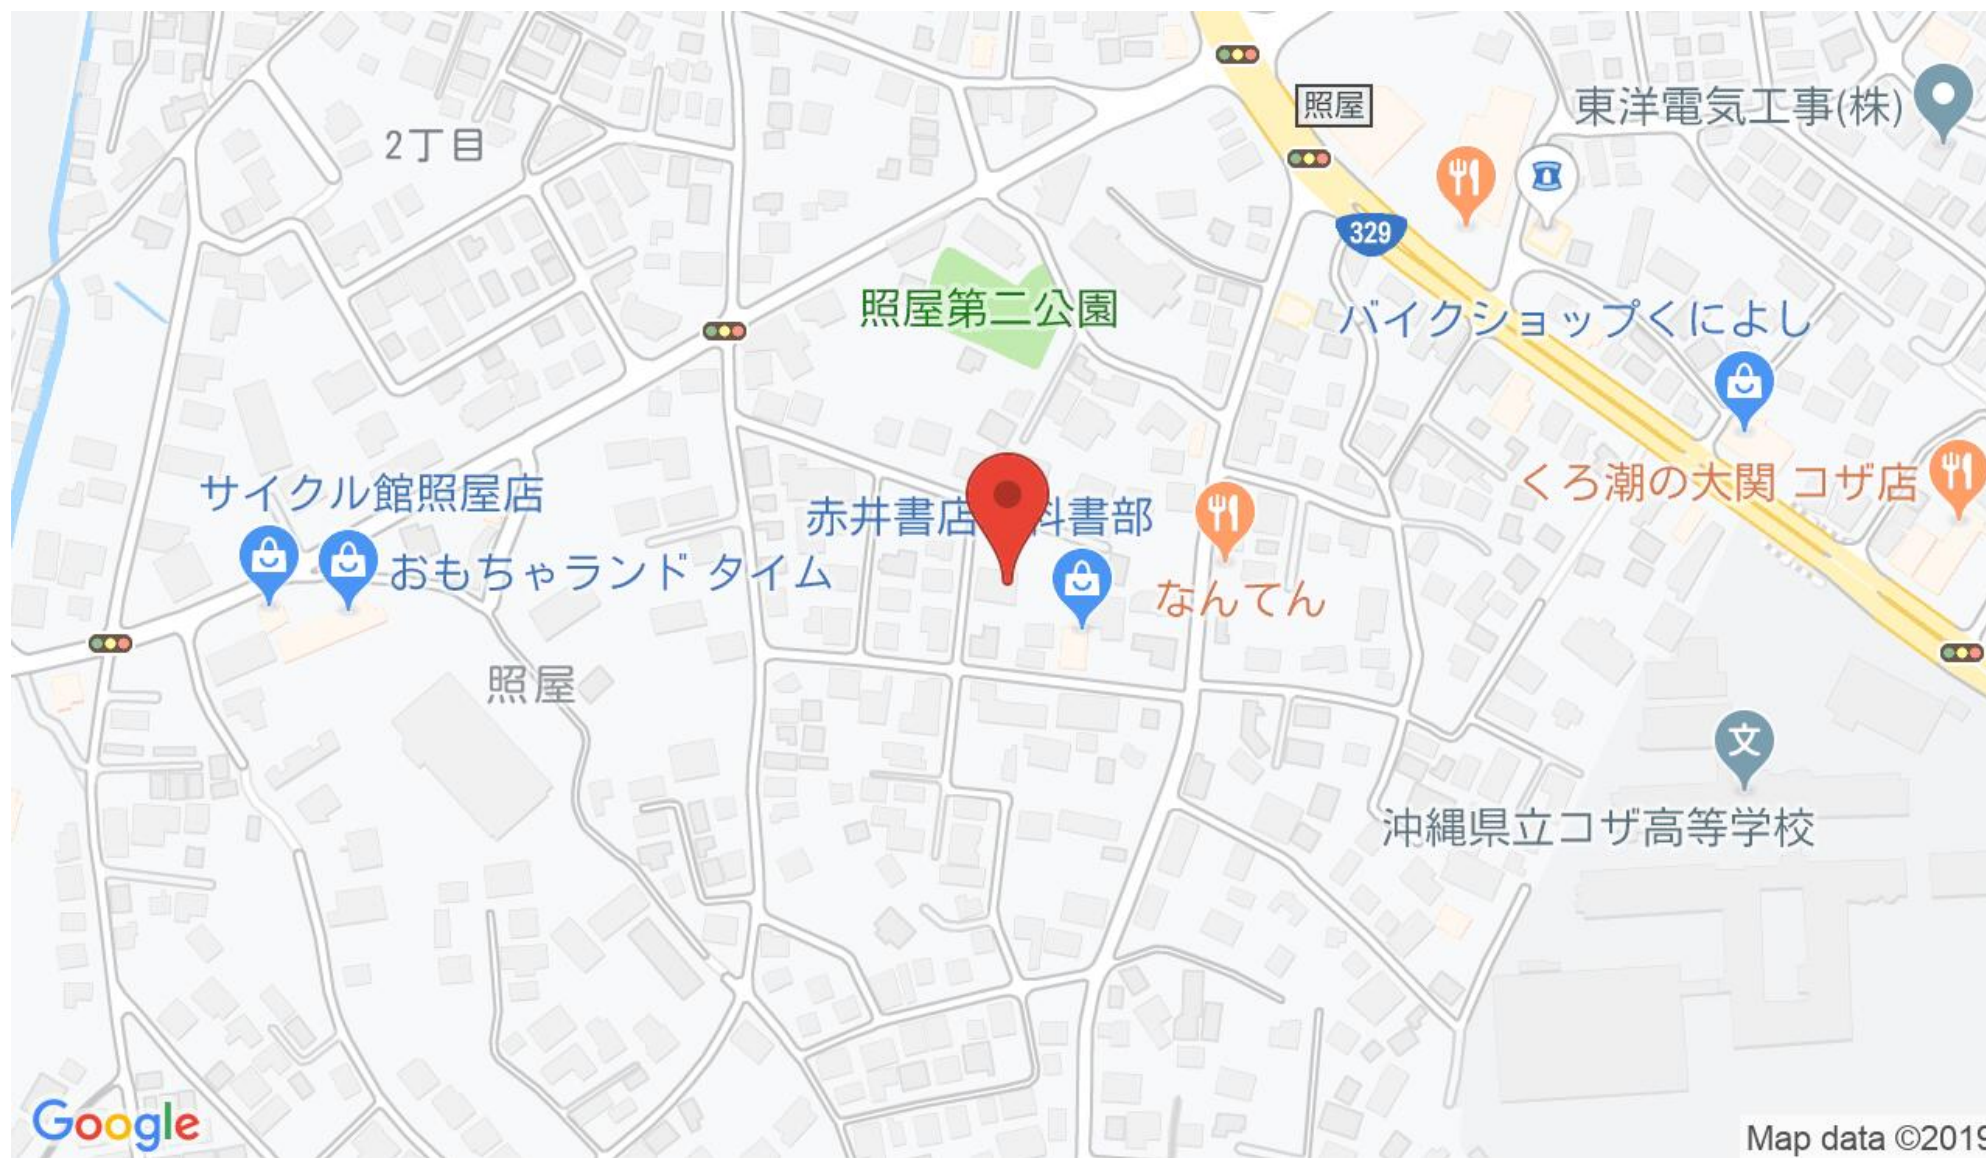 照屋
東洋電気工事(株)
2丁目
329
照屋第二公園
バイクショップくによし
サイクル館照屋店
くろ潮の大関 コザ店
赤井書店 科書部
おもちゃランド タイム
なんてん
照屋
文
沖縄県立コザ高等学校
Google
Map data ©2019